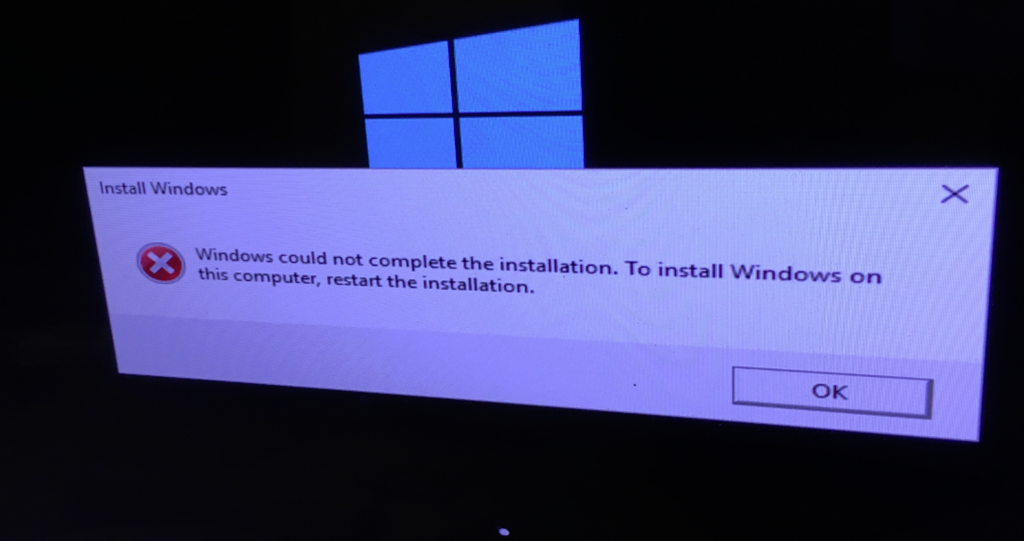 Install Windows
Windows could not complete the installation. To install Windows on
this computer, restart the installation.
OK